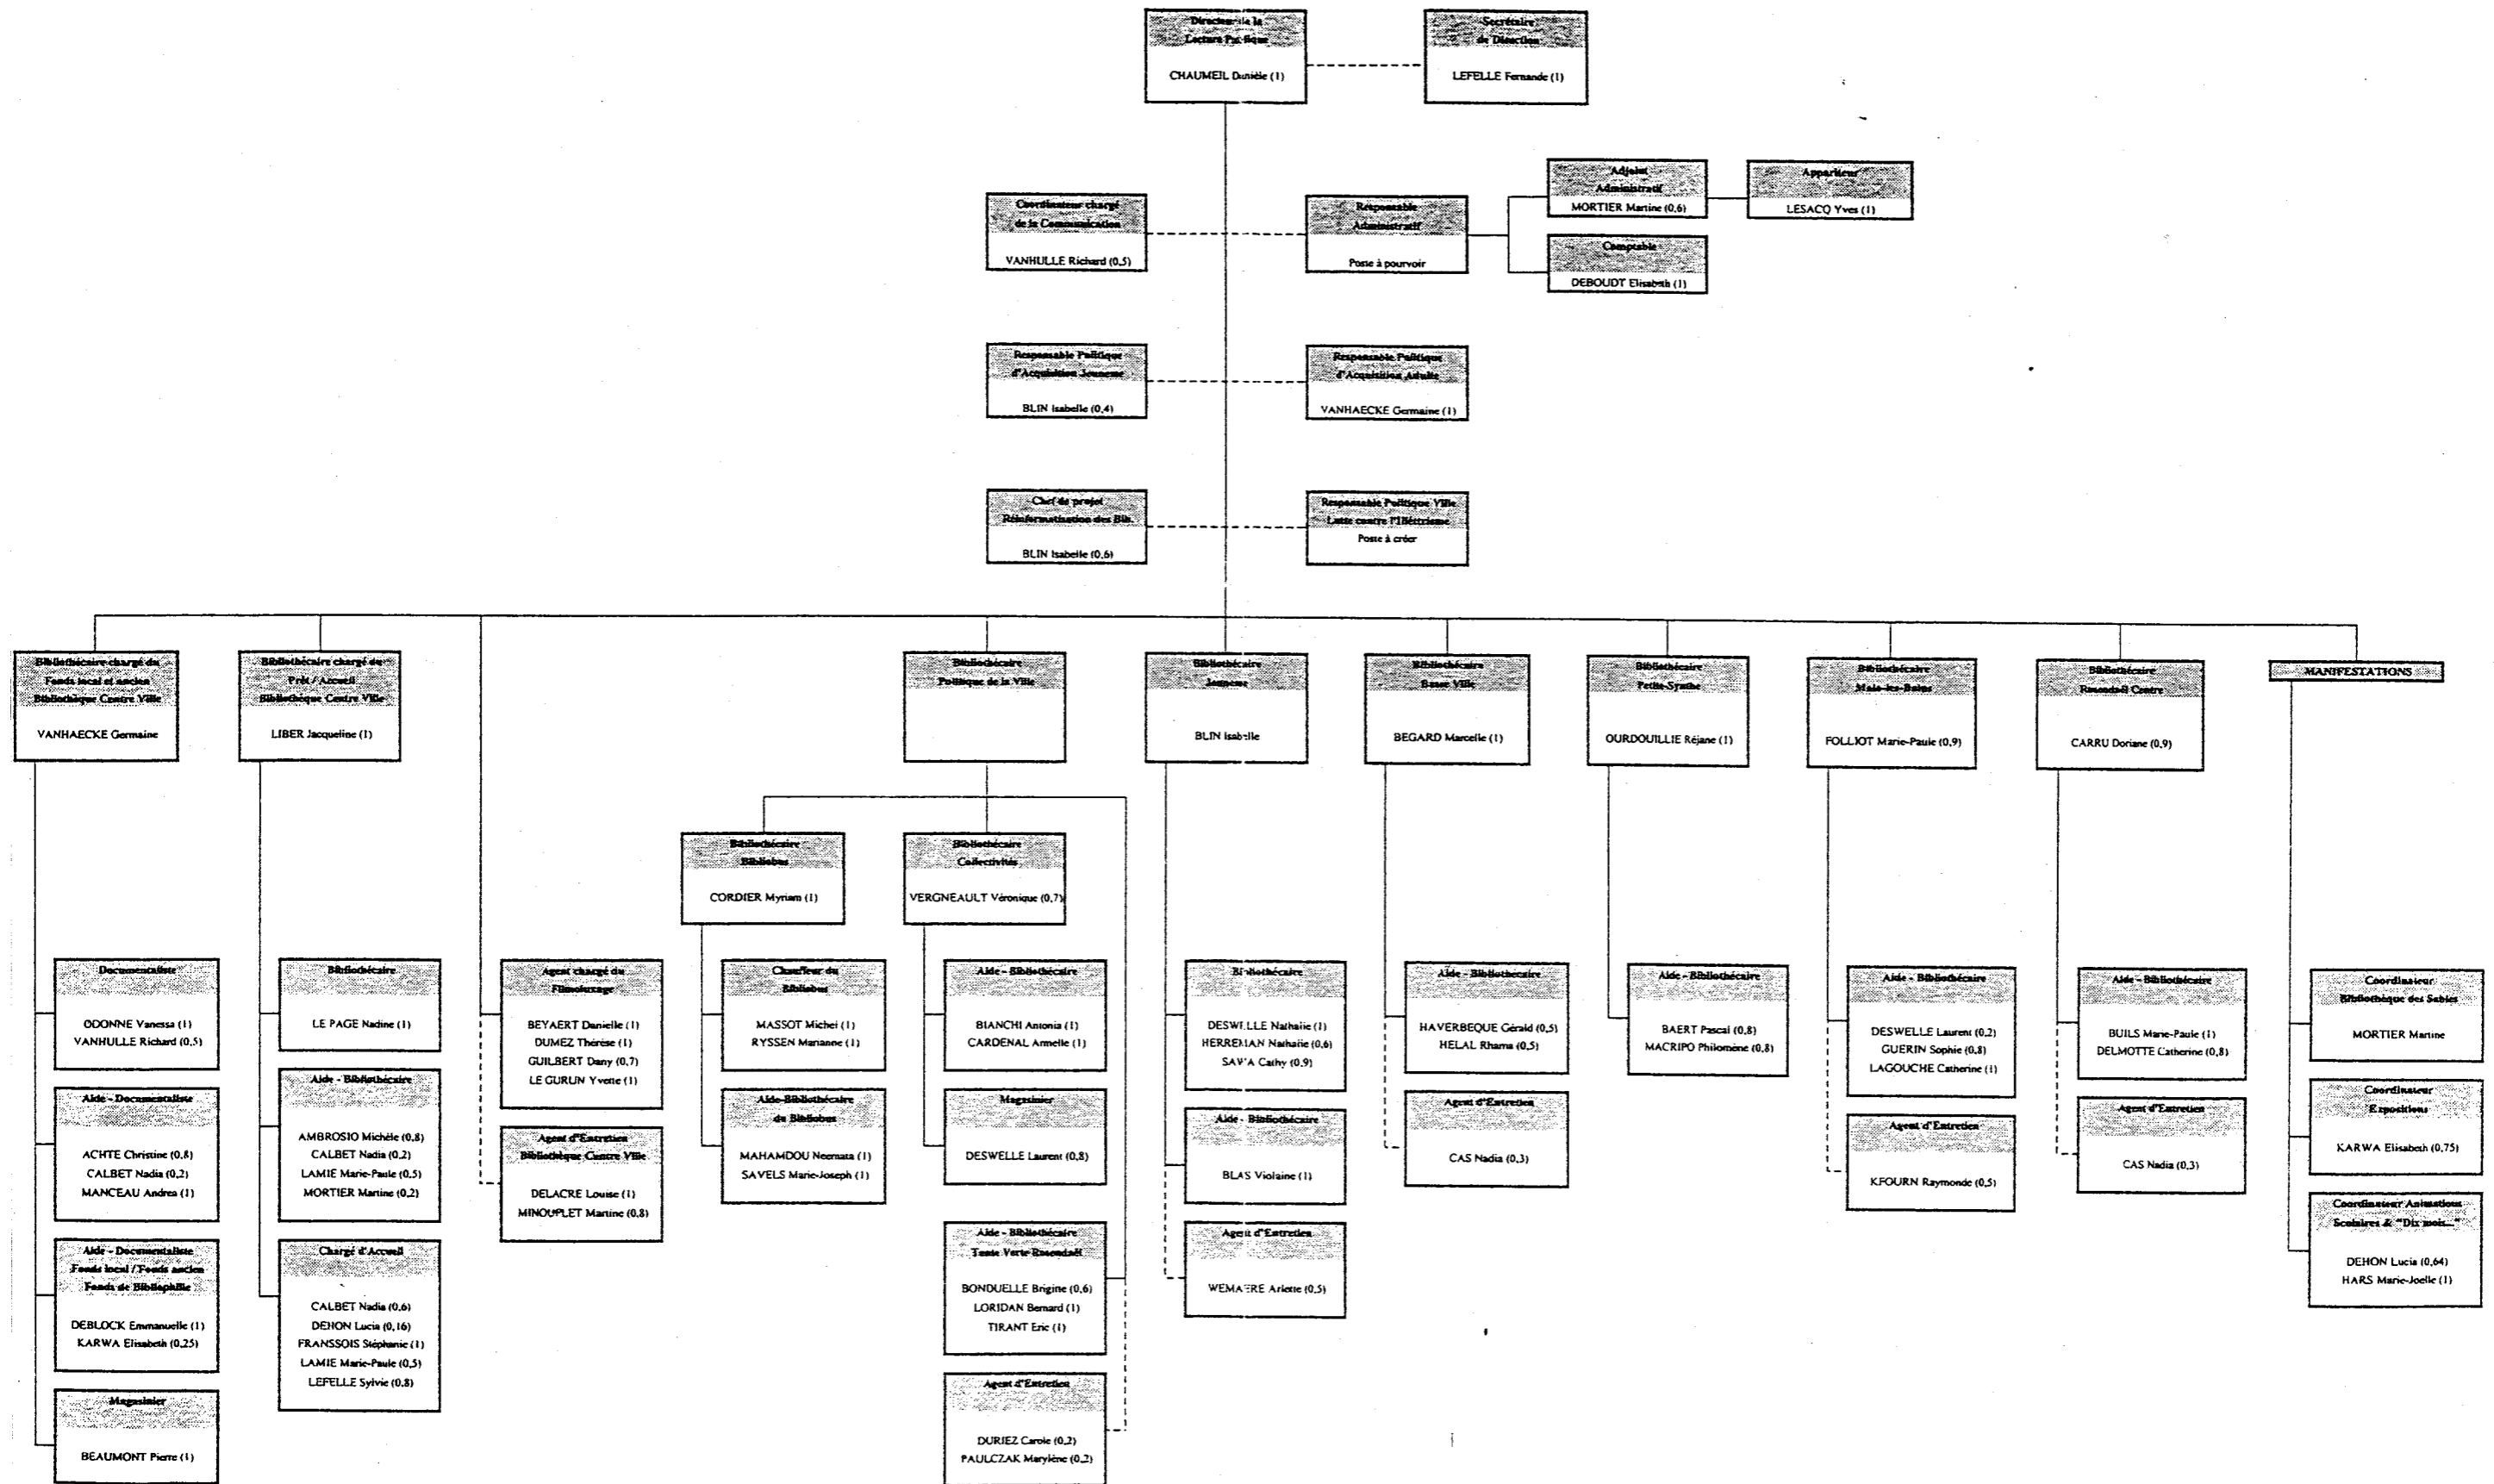 Directeur de la
Lecture Publique
CHAUMEIL Danièle (1)
Secrétaire
de Direction
LEFELLE Fernande (1)
Coordinateur chargé
de la Communication
VANHULLE Richard (0,5)
Responsable
Administratif
Poste à pourvoir
Adjoint
Administratif
MORTIER Martine (0,6)
Appariteur
LESACQ Yves (1)
Comptable
DEBOUDT Elisabeth (1)
Responsable Politique
d'Acquisition Jeunesse
BLIN Isabelle (0,4)
Responsable Politique
d'Acquisition Adulte
VANHAECKE Germaine (1)
Chef de projet
Réinformatisation des Bib.
BLIN Isabelle (0,6)
Responsable Politique Ville
Lutte contre l'Illéttrisme
Poste à créer
Bibliothécaire chargé du
Fonds local et ancien
Bibliothèque Centre Ville
VANHAECKE Germaine
Bibliothécaire chargé du
Prêt / Accueil
Bibliothèque Centre Ville
LIBER Jacqueline (1)
Bibliothécaire
Politique de la Ville
Bibliothécaire
Jeunesse
BLIN Isabelle
Bibliothécaire
Basse Ville
BEGARD Marcelle (1)
Bibliothécaire
Petite-Synthe
OURDOUILLIE Réjane (1)
Bibliothécaire
Malo-les-Bains
FOLLIOT Marie-Paule (0,9)
Bibliothécaire
Rosendaël Centre
CARRU Doriane (0,9)
MANIFESTATIONS
Bibliothécaire
Bibliobus
CORDIER Myriam (1)
Bibliothécaire
Collectivités
VERGNEAULT Véronique (0,7)
Documentaliste
ODONNE Vanessa (1)
VANHULLE Richard (0,5)
Aide - Documentaliste
ACHTE Christine (0,8)
CALBET Nadia (0,2)
MANCEAU Andrea (1)
Aide - Documentaliste
Fonds local / Fonds ancien
Fonds de Bibliophilie
DEBLOCK Emmanuelle (1)
KARWA Elisabeth (0,25)
Magasinier
BEAUMONT Pierre (1)
Bibliothécaire
LE PAGE Nadine (1)
Aide - Bibliothécaire
AMBROSIO Michèle (0,8)
CALBET Nadia (0,2)
LAMIE Marie-Paule (0,5)
MORTIER Martine (0,2)
Chargé d'Accueil
CALBET Nadia (0,6)
DEHON Lucia (0,16)
FRANSSOIS Stéphanie (1)
LAMIE Marie-Paule (0,5)
LEFELLE Sylvie (0,8)
Agent chargé du
Filmoluxage
BEYAERT Danielle (1)
DUMEZ Thérèse (1)
GUILBERT Dany (0,7)
LE GURUN Yvette (1)
Agent d'Entretien
Bibliothèque Centre Ville
DELACRE Louise (1)
MINOUFLET Martine (0,8)
Chauffeur du
Bibliobus
MASSOT Michel (1)
RYSSEN Marianne (1)
Aide-Bibliothécaire
du Bibliobus
MAHAMDOU Neemata (1)
SAVELS Marie-Joseph (1)
Aide - Bibliothécaire
BIANCHI Antonia (1)
CARDENAL Armelle (1)
Magasinier
DESWELLE Laurent (0,8)
Aide - Bibliothécaire
Tente Verte Rosendaël
BONDUELLE Brigitte (0,6)
LORIDAN Bernard (1)
TIRANT Eric (1)
Agent d'Entretien
DURIEZ Carole (0,2)
PAULCZAK Marylène (0,2)
Bibliothécaire
DESWELLE Nathalie (1)
HERREMAN Nathalie (0,6)
Cathy (0,9)
Aide - Bibliothécaire
BLAS Violaine (1)
Agent d'Entretien
WEMAERE Arlette (0,5)
Aide - Bibliothécaire
HAVERBEQUE Gérald (0,5)
HELAL Rhama (0,5)
Agent d'Entretien
CAS Nadia (0,3)
Aide - Bibliothécaire
BAERT Pascal (0,8)
MACRIPO Philomène (0,8)
Aide - Bibliothécaire
DESWELLE Laurent (0,2)
GUERIN Sophie (0,8)
LAGOUCHE Catherine (1)
Agent d'Entretien
KFOURN Raymonde (0,5)
Aide - Bibliothécaire
BUILS Marie-Paule (1)
DELMOTTE Catherine (0,8)
Agent d'Entretien
CAS Nadia (0,3)
Coordinateur
Bibliothèque des Sables
MORTIER Martine
Coordinateur
Expositions
KARWA Elisabeth (0,75)
Coordinateur Animations
Scolaires & "Dix mois..."
DEHON Lucia (0,64)
HARS Marie-Joelle (1)